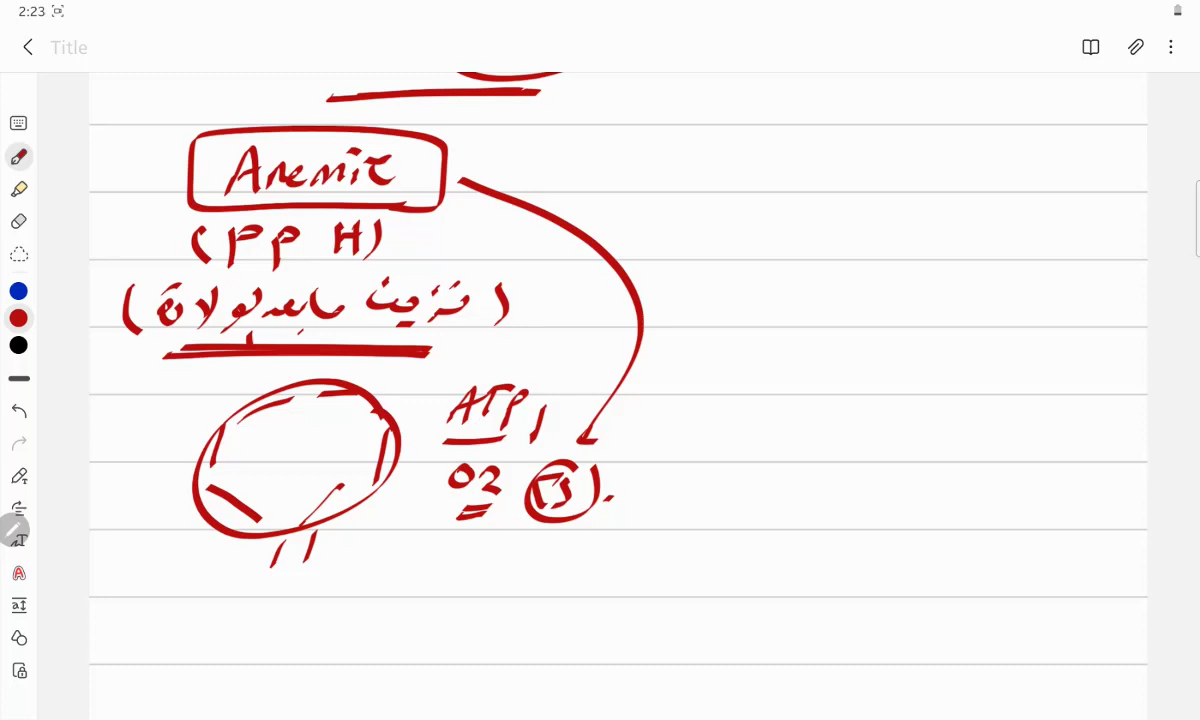 2:23
Title
Anemic
(PPH)
(نزيف مابعد الولادة)
ATP,
O2